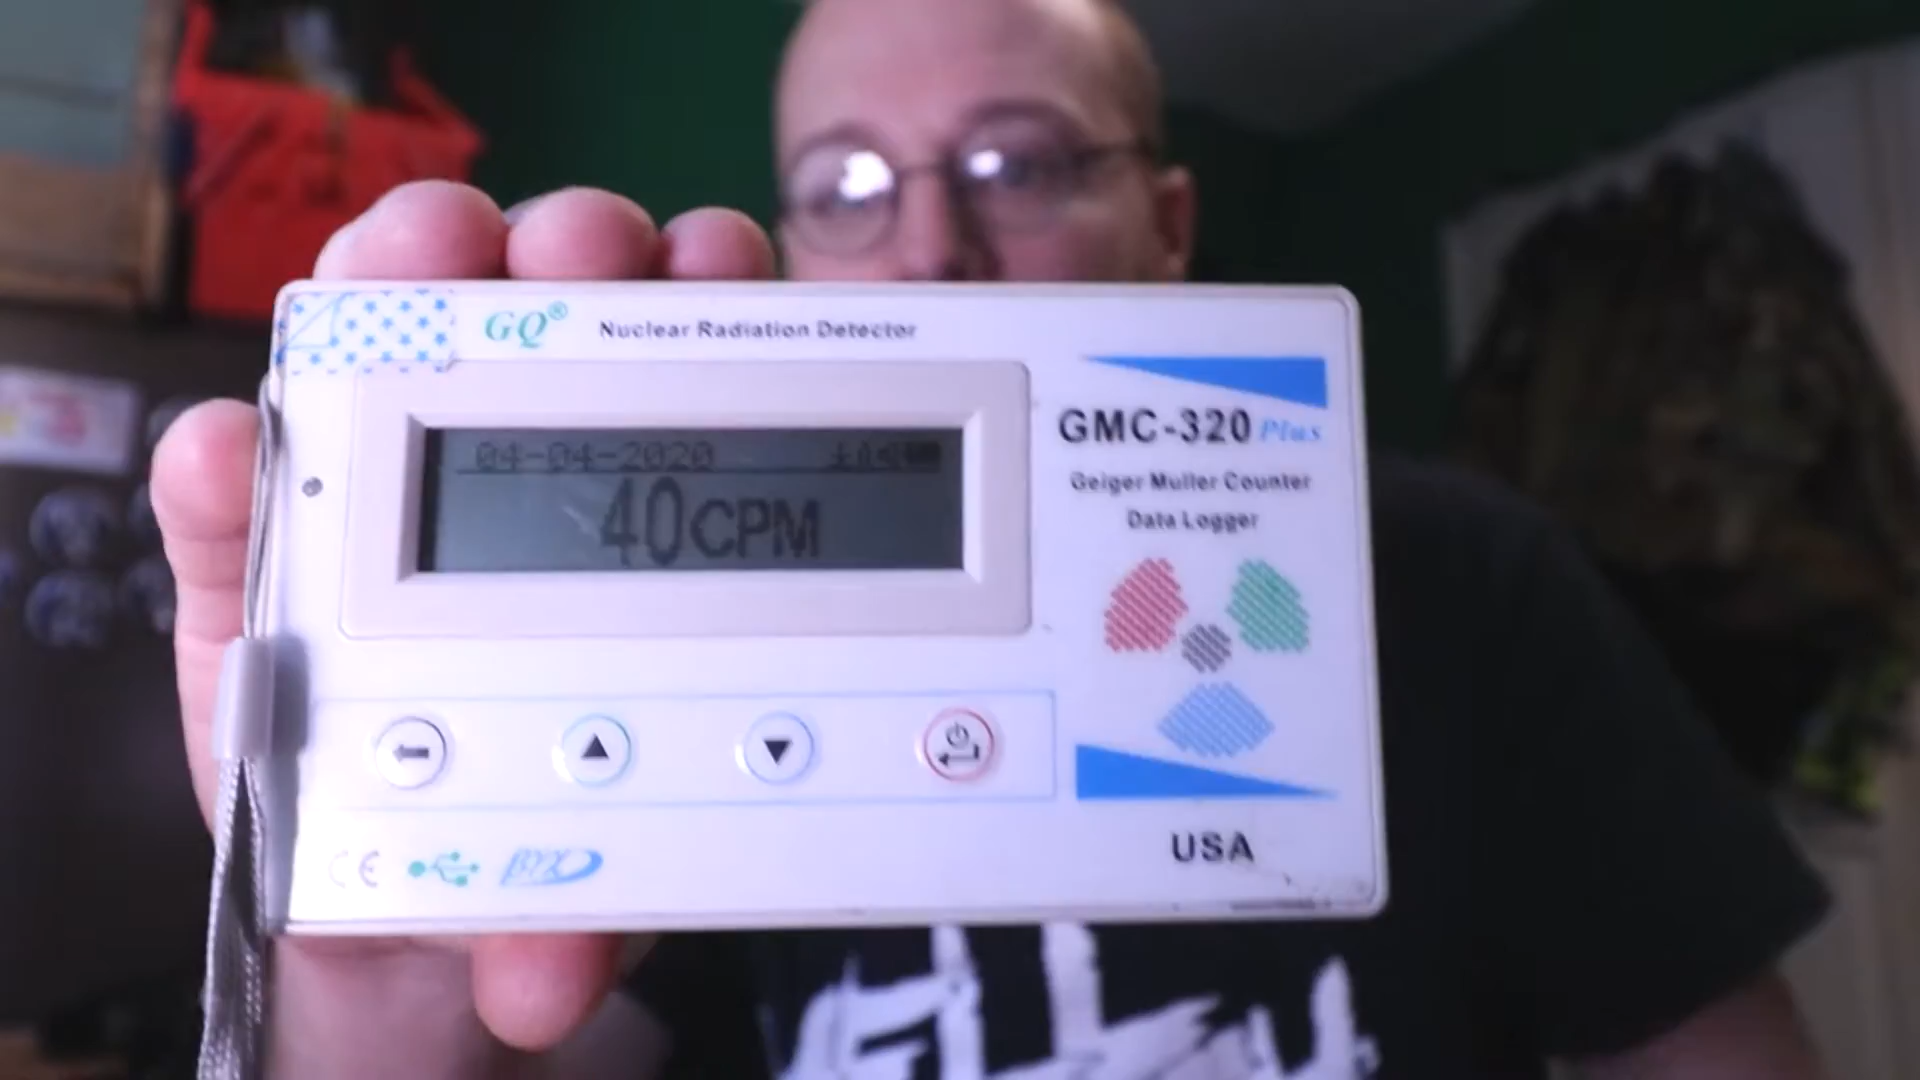 GQ® Nuclear Radiation Detector
04-04-2020
40CPM
GMC-320 Plus
Geiger Muller Counter
Data Logger
CE
USA